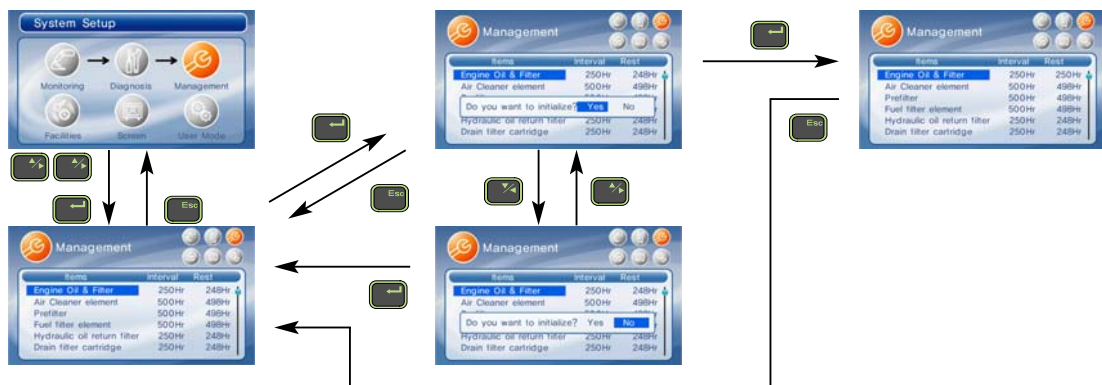 System Setup
Monitoring Diagnosis Management
Facilities Screen User Mode
Esc
Management
Items Interval Rest
Engine Oil & Filter 250Hr 248Hr
Air Cleaner element 500Hr 498Hr
Prefilter 500Hr 498Hr
Fuel filter element 500Hr 498Hr
Hydraulic oil return filter 250Hr 248Hr
Drain filter cartridge 250Hr 248Hr
Esc
Management
Items Interval Rest
Engine Oil & Filter 250Hr 248Hr
Air Cleaner element 500Hr 498Hr
Do you want to initialize? Yes No
Hydraulic oil return filter 250Hr 248Hr
Drain filter cartridge 250Hr 248Hr
Management
Items Interval Rest
Engine Oil & Filter 250Hr 248Hr
Air Cleaner element 500Hr 498Hr
Do you want to initialize? Yes No
Hydraulic oil return filter 250Hr 248Hr
Drain filter cartridge 250Hr 248Hr
Management
Items Interval Rest
Engine Oil & Filter 250Hr 250Hr
Air Cleaner element 500Hr 498Hr
Prefilter 500Hr 498Hr
Fuel filter element 500Hr 498Hr
Hydraulic oil return filter 250Hr 248Hr
Drain filter cartridge 250Hr 248Hr
Esc